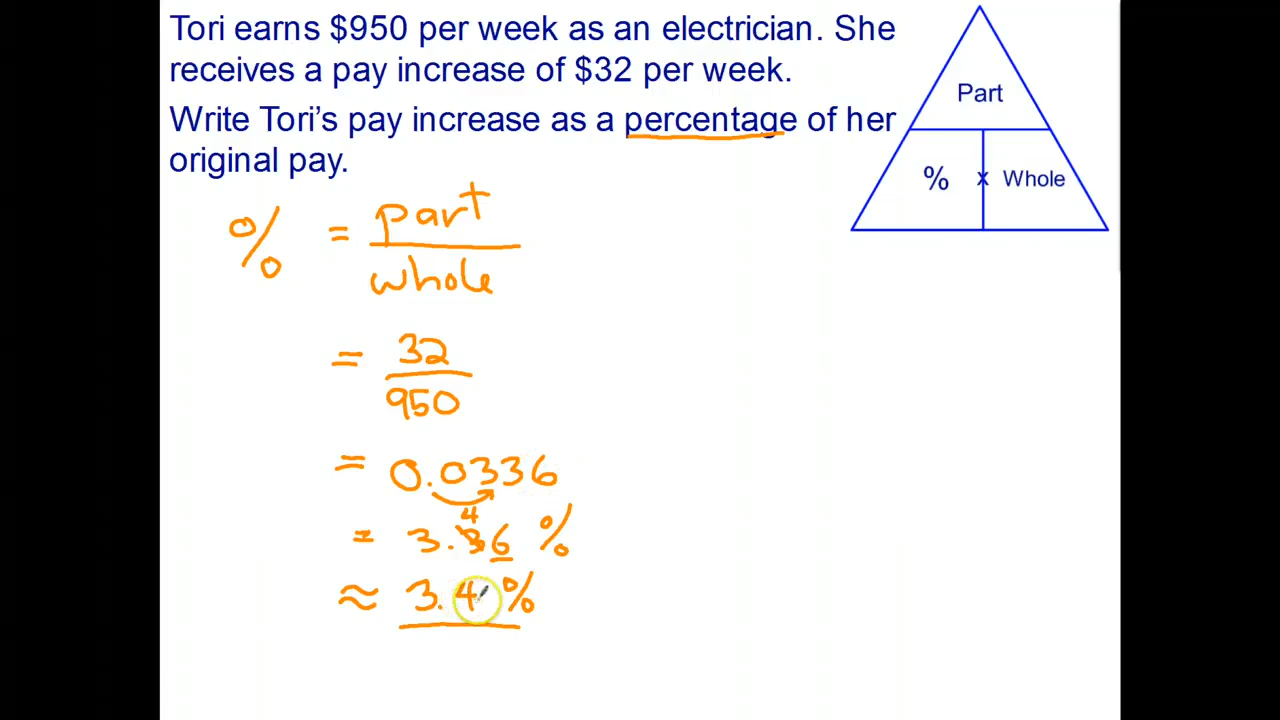 Tori earns $950 per week as an electrician. She
receives a pay increase of $32 per week.
Write Tori's pay increase as a percentage of her
original pay.
Part
% x Whole
% = part
whole
= 32
950
= 0.0336
4
= 3.36 %
≈ 3.4 %